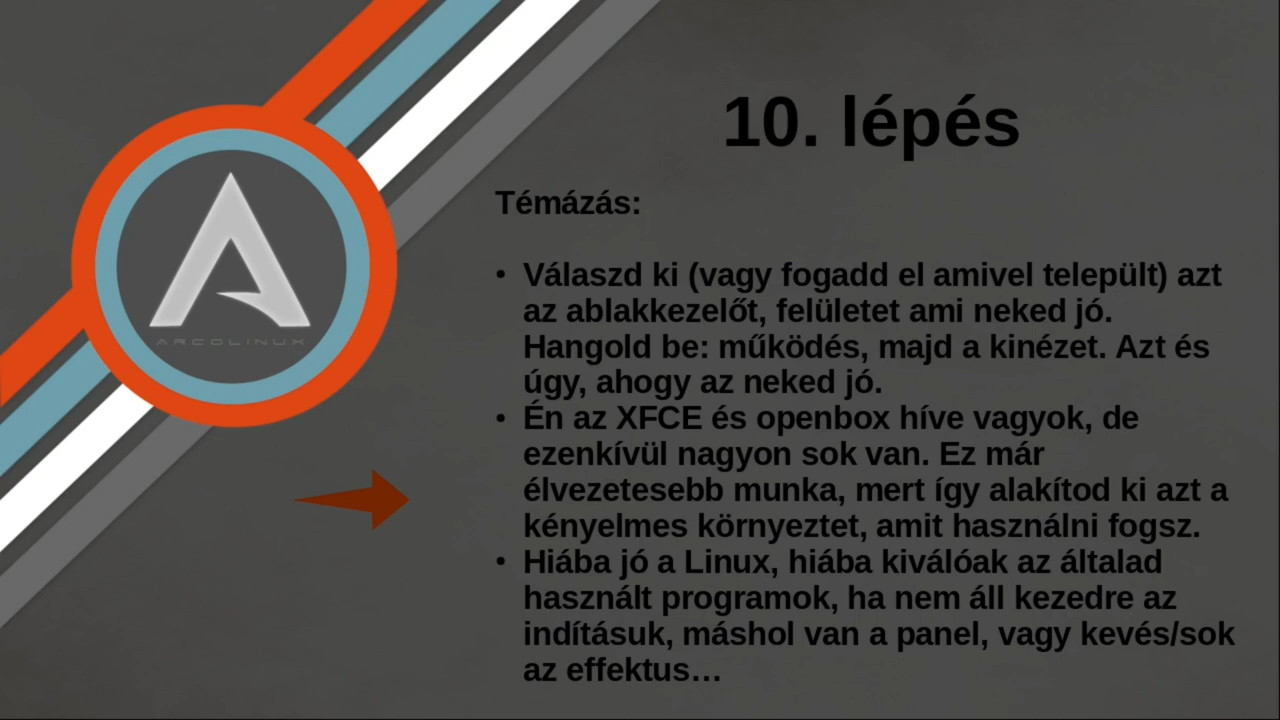 10. lépés
ARCOLINUX
Témázás:
• Válaszd ki (vagy fogadd el amivel települt) azt
az ablakkezelőt, felületet ami neked jó.
Hangold be: működés, majd a kinézet. Azt és
úgy, ahogy az neked jó.
• Én az XFCE és openbox híve vagyok, de
ezenkívül nagyon sok van. Ez már
élvezetesebb munka, mert így alakítod ki azt a
kényelmes környeztet, amit használni fogsz.
• Hiába jó a Linux, hiába kiválóak az általad
használt programok, ha nem áll kezedre az
indításuk, máshol van a panel, vagy kevés/sok
az effektus…